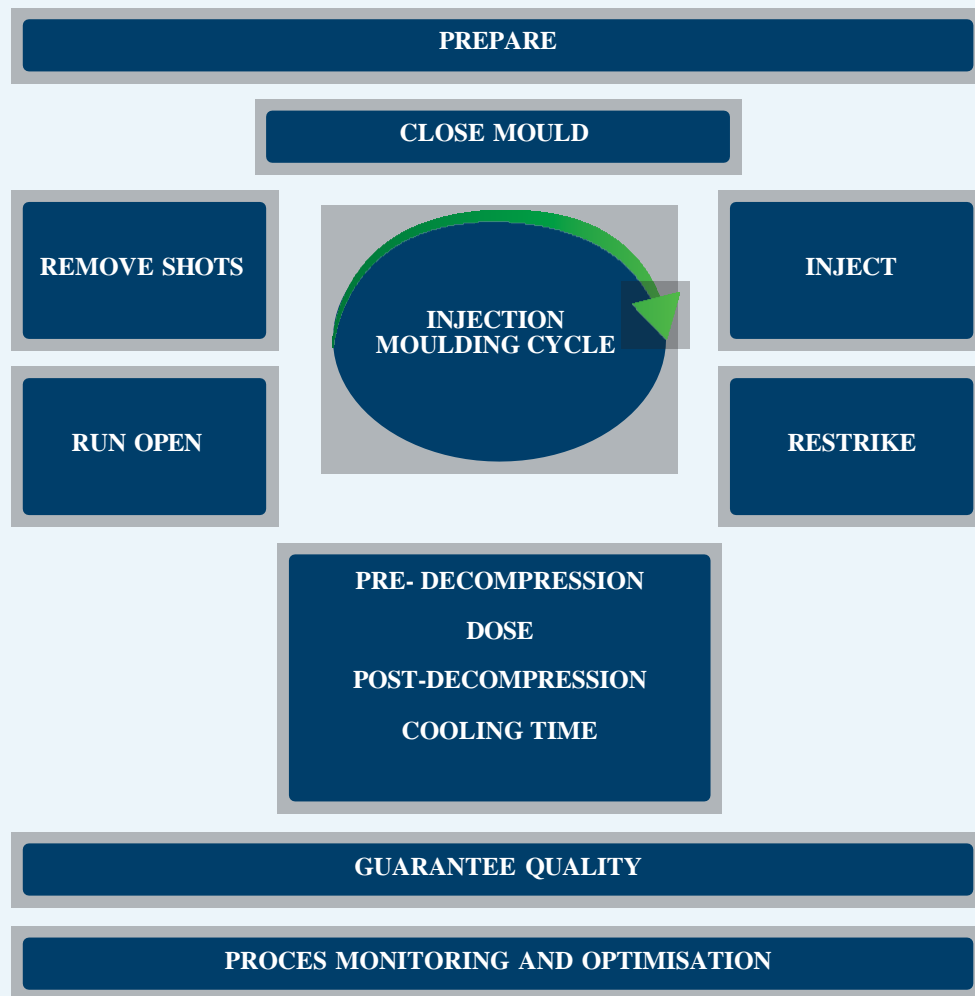 PREPARE
CLOSE MOULD
REMOVE SHOTS
INJECTION
MOULDING CYCLE
INJECT
RUN OPEN
RESTRIKE
PRE- DECOMPRESSION
DOSE
POST-DECOMPRESSION
COOLING TIME
GUARANTEE QUALITY
PROCES MONITORING AND OPTIMISATION